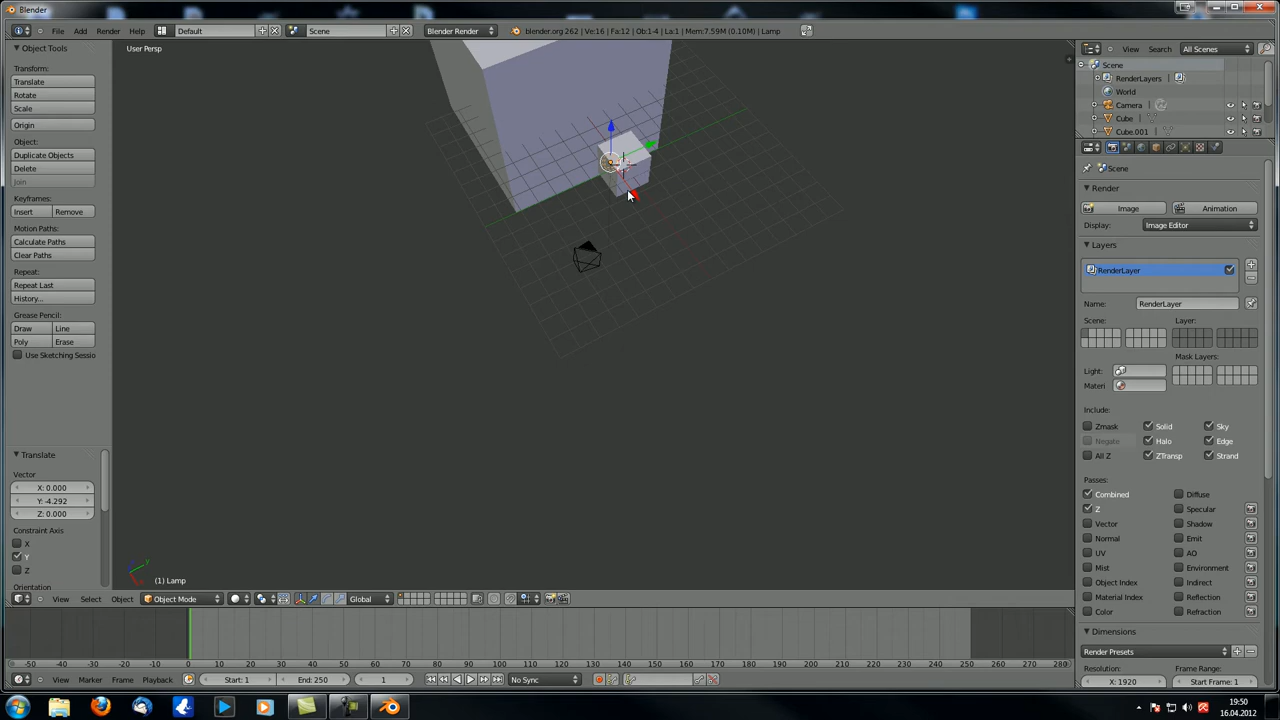 Blender
File Add Render Help Default Scene Blender Render blender.org 262 | Ve:16 | Fa:12 | Ob:1-4 | La:1 | Mem:7.59M (0.10M) | Lamp
Object Tools
Transform:
Translate
Rotate
Scale
Origin
Object:
Duplicate Objects
Delete
Join
Keyframes:
Insert Remove
Motion Paths:
Calculate Paths
Clear Paths
Repeat:
Repeat Last
History...
Grease Pencil:
Draw Line
Poly Erase
Use Sketching Sessio
Translate
Vector
X: 0.000
Y: -4.292
Z: 0.000
Constraint Axis
X
Y
Z
Orientation
User Persp
(1) Lamp
View Select Object Object Mode Global
-50 -40 -30 -20 -10 0 10 20 30 40 50 60 70 80 90 100 110 120 130 140 150 160 170 180 190 200 210 220 230 240 250 260 270 280
View Marker Frame Playback Start: 1 End: 250 1 No Sync
View Search All Scenes
Scene
RenderLayers
World
Camera
Cube
Cube.001
Scene
Render
Image Animation
Display: Image Editor
Layers
RenderLayer
Name: RenderLayer
Scene: Layer:
Mask Layers:
Light:
Materi
Include:
Zmask Solid Sky
Negate Halo Edge
All Z ZTransp Strand
Passes:
Combined Diffuse
Z Specular
Vector Shadow
Normal Emit
UV AO
Mist Environment
Object Index Indirect
Material Index Reflection
Color Refraction
Dimensions
Render Presets
Resolution: Frame Range:
X: 1920 Start Frame: 1
19:50
16.04.2012